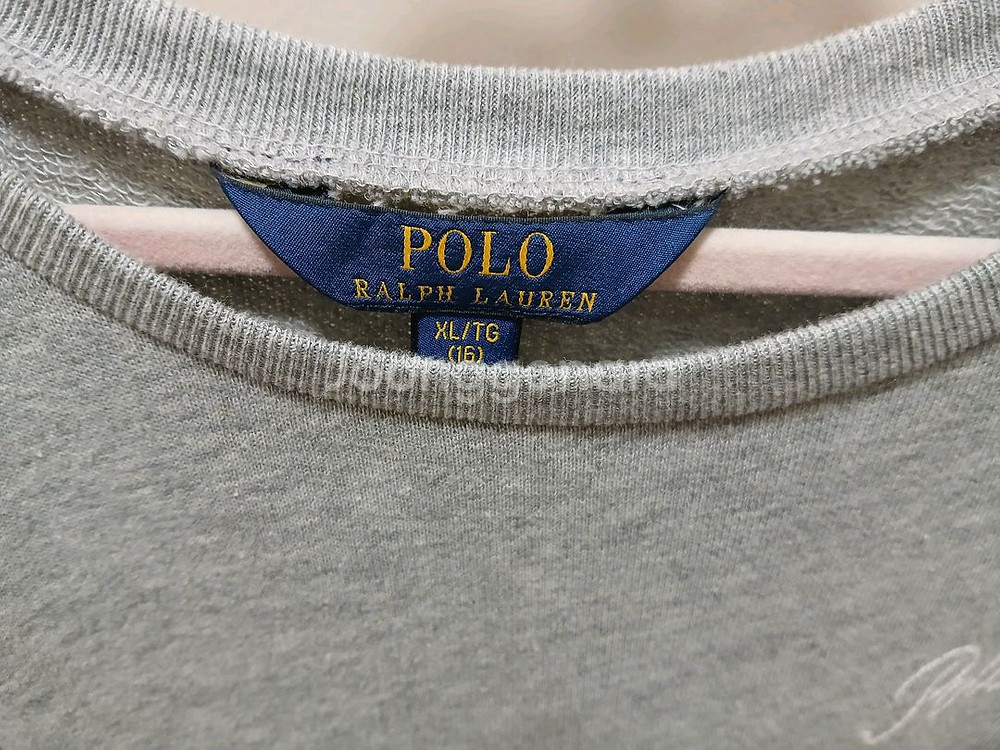 POLO
RALPH LAUREN
XL/TG
(16)